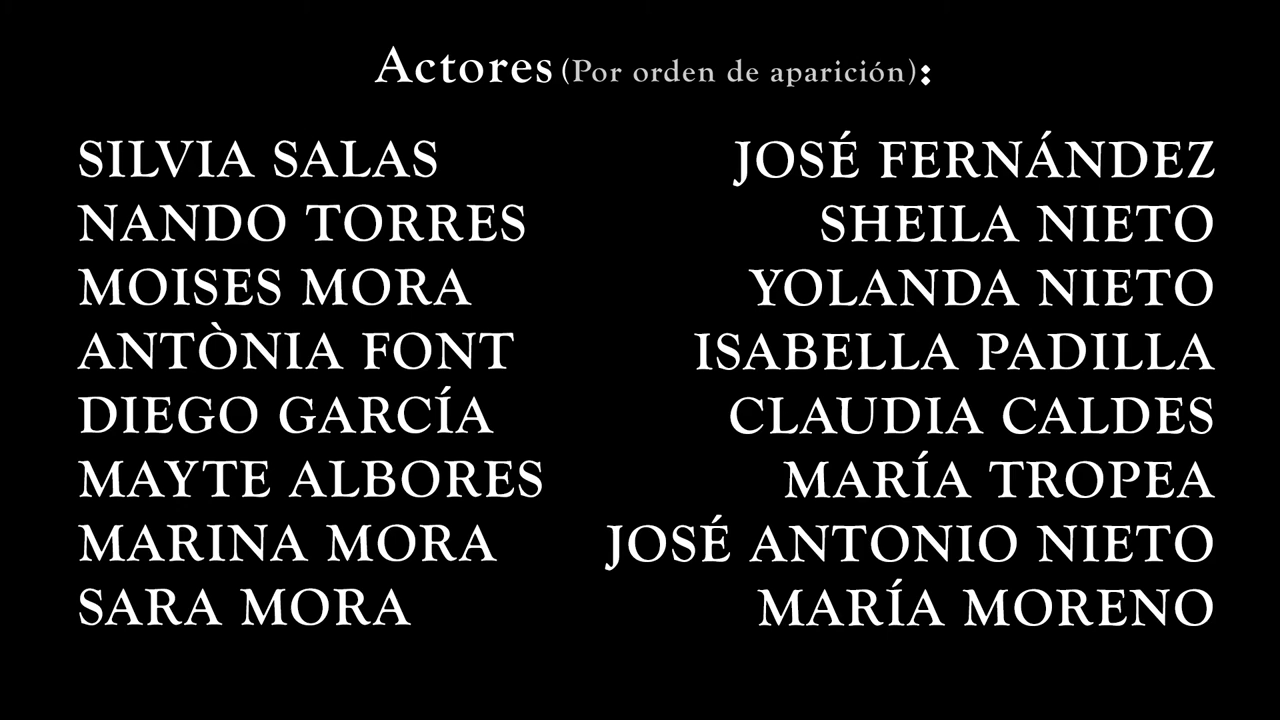 Actores (Por orden de aparición):
SILVIA SALAS
NANDO TORRES
MOISES MORA
ANTÒNIA FONT
DIEGO GARCÍA
MAYTE ALBORES
MARINA MORA
SARA MORA
JOSÉ FERNÁNDEZ
SHEILA NIETO
YOLANDA NIETO
ISABELLA PADILLA
CLAUDIA CALDES
MARÍA TROPEA
JOSÉ ANTONIO NIETO
MARÍA MORENO